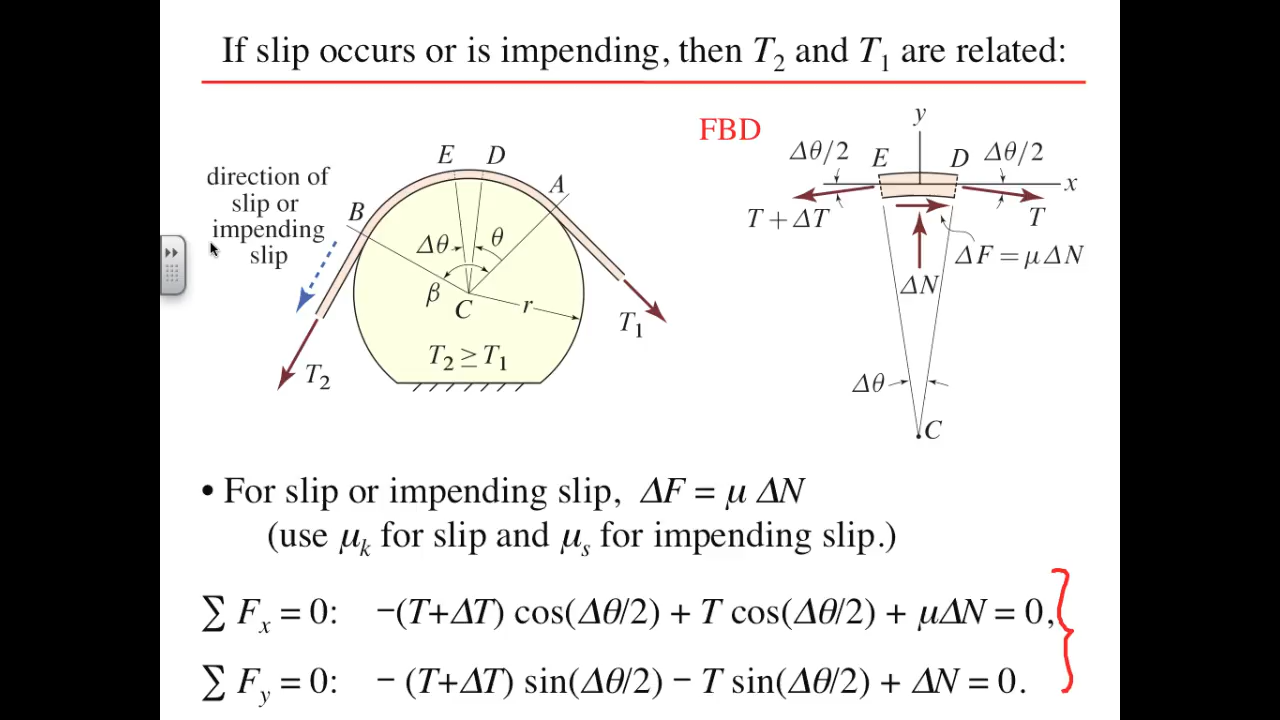 If slip occurs or is impending, then T₂ and T₁ are related:
direction of
slip or
impending
slip
E D
A
B
Δθ
θ
β
C
r
T₁
T₂
T₂ ≥ T₁
FBD
y
Δθ/2 E D Δθ/2
x
T + ΔT
T
ΔF = μ ΔN
ΔN
Δθ
C
• For slip or impending slip, ΔF = μ ΔN
(use μₖ for slip and μₛ for impending slip.)
∑ Fₓ = 0: −(T+ΔT) cos(Δθ/2) + T cos(Δθ/2) + μΔN = 0,
∑ F_y = 0: − (T+ΔT) sin(Δθ/2) − T sin(Δθ/2) + ΔN = 0.